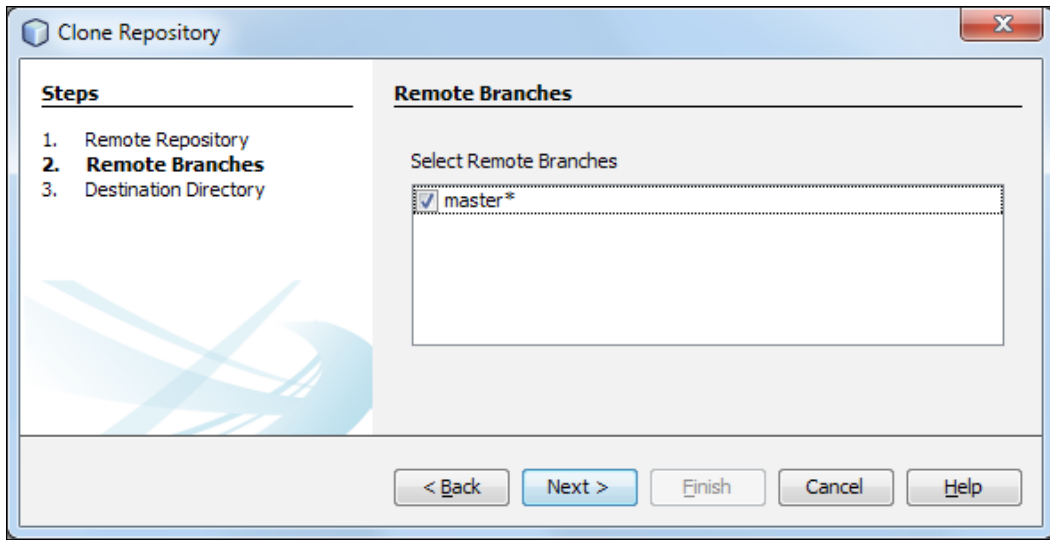 Clone Repository
X
Steps
1. Remote Repository
2. Remote Branches
3. Destination Directory
Remote Branches
Select Remote Branches
master*
< Back
Next >
Finish
Cancel
Help